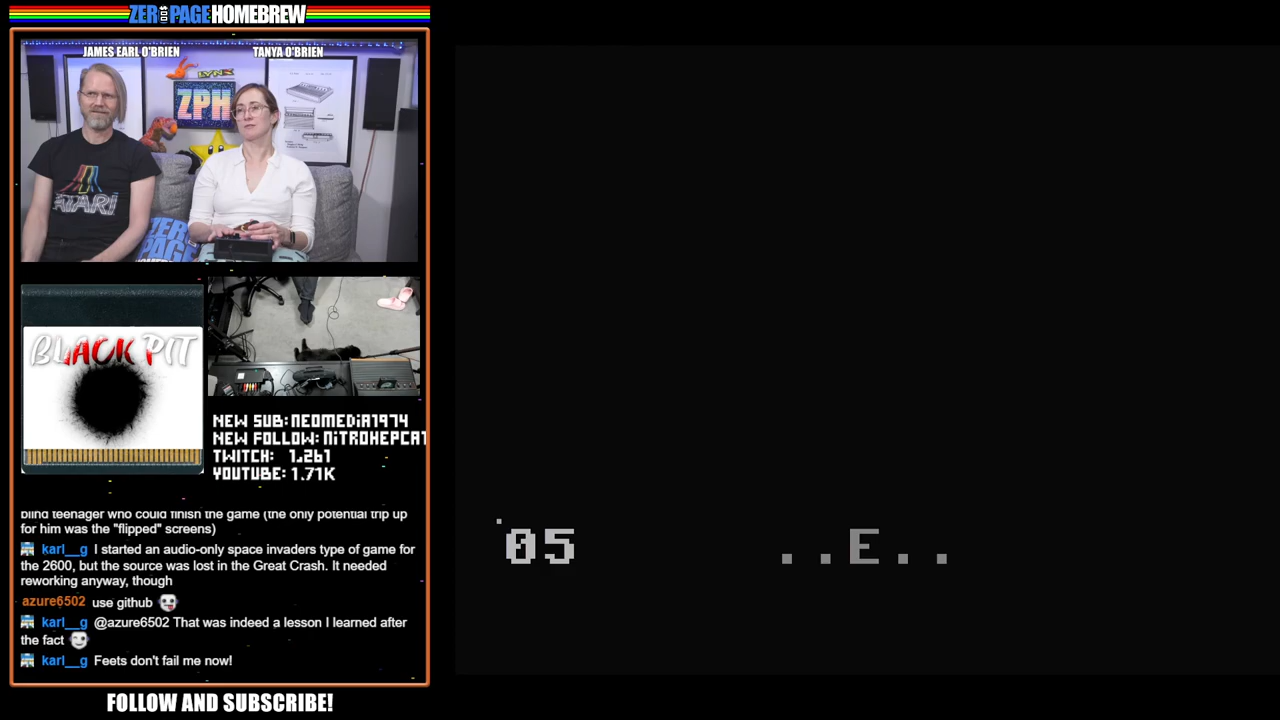 ZER PAGE HOMEBREW
JAMES EARL O'BRIEN
TANYA O'BRIEN
LYNX
ZPH
ATARI
ZERO
PAGE
BLACK PIT
NEW SUB: NEOMEDIA1974
NEW FOLLOW: NITROHEPCAT
TWITCH: 1,261
YOUTUBE: 1.71K
blind teenager who could finish the game (the only potential trip up
for him was the "flipped" screens)
karl__g I started an audio-only space invaders type of game for
the 2600, but the source was lost in the Great Crash. It needed
reworking anyway, though
azure6502 use github
karl__g @azure6502 That was indeed a lesson I learned after
the fact
karl__g Feets don't fail me now!
FOLLOW AND SUBSCRIBE!
05 ..E..